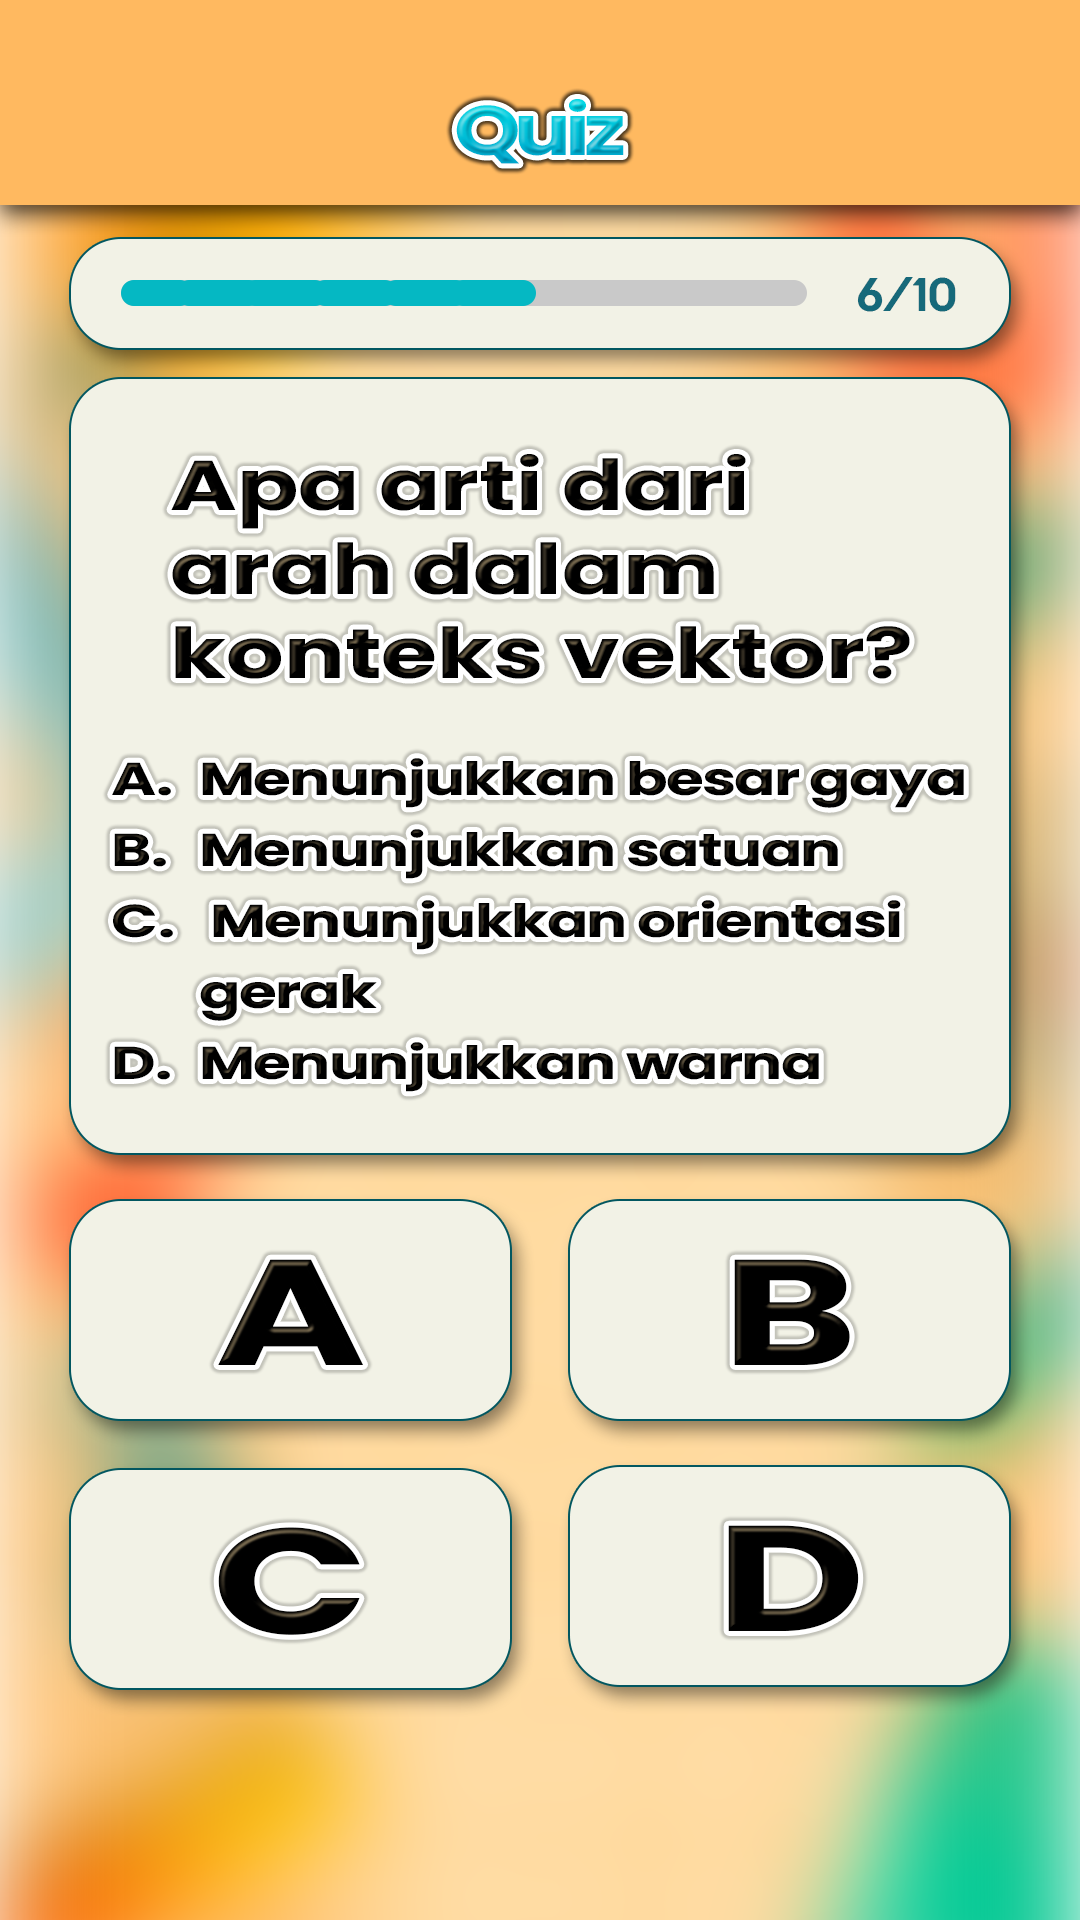 Quiz
6/10
Apa arti dari
arah dalam
konteks vektor?
A. Menunjukkan besar gaya
B. Menunjukkan satuan
C. Menunjukkan orientasi
gerak
D. Menunjukkan warna
A
B
C
D